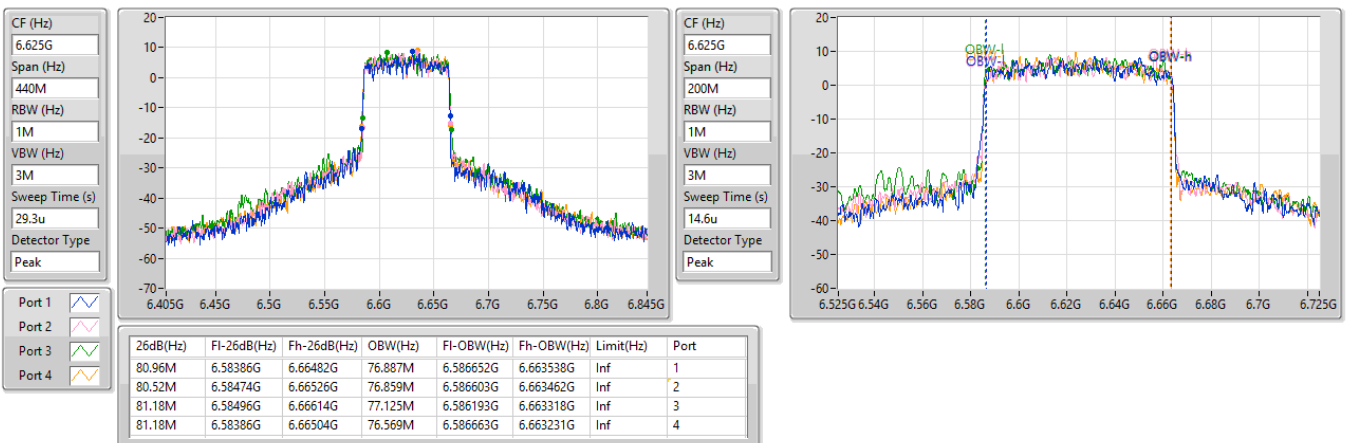 CF (Hz)
6.625G
Span (Hz)
440M
RBW (Hz)
1M
VBW (Hz)
3M
Sweep Time (s)
29.3u
Detector Type
Peak
Port 1
Port 2
Port 3
Port 4
20
10
0
-10
-20
-30
-40
-50
-60
-70
6.405G 6.45G 6.5G 6.55G 6.6G 6.65G 6.7G 6.75G 6.8G 6.845G
CF (Hz)
6.625G
Span (Hz)
200M
RBW (Hz)
1M
VBW (Hz)
3M
Sweep Time (s)
14.6u
Detector Type
Peak
20
10
0
-10
-20
-30
-40
-50
-60
OBW-l
OBW-h
6.525G 6.54G 6.56G 6.58G 6.6G 6.62G 6.64G 6.66G 6.68G 6.7G 6.725G
26dB(Hz) Fl-26dB(Hz) Fh-26dB(Hz) OBW(Hz) Fl-OBW(Hz) Fh-OBW(Hz) Limit(Hz) Port
80.96M 6.58386G 6.66482G 76.887M 6.586652G 6.663538G Inf 1
80.52M 6.58474G 6.66526G 76.859M 6.586603G 6.663462G Inf 2
81.18M 6.58496G 6.66614G 77.125M 6.586193G 6.663318G Inf 3
81.18M 6.58386G 6.66504G 76.569M 6.586663G 6.663231G Inf 4